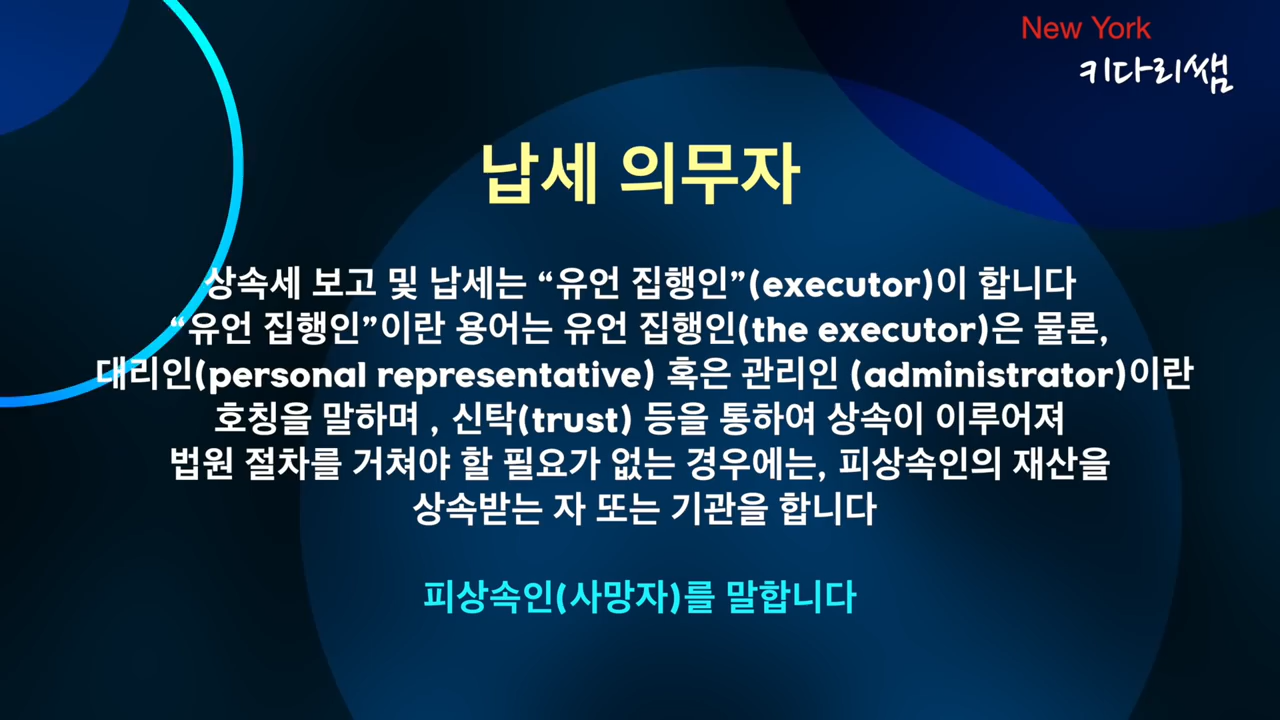 New York
키다리쌤
납세 의무자
상속세 보고 및 납세는 “유언 집행인”(executor)이 합니다
“유언 집행인”이란 용어는 유언 집행인(the executor)은 물론,
대리인(personal representative) 혹은 관리인 (administrator)이란
호칭을 말하며 , 신탁(trust) 등을 통하여 상속이 이루어져
법원 절차를 거쳐야 할 필요가 없는 경우에는, 피상속인의 재산을
상속받는 자 또는 기관을 합니다
피상속인(사망자)를 말합니다